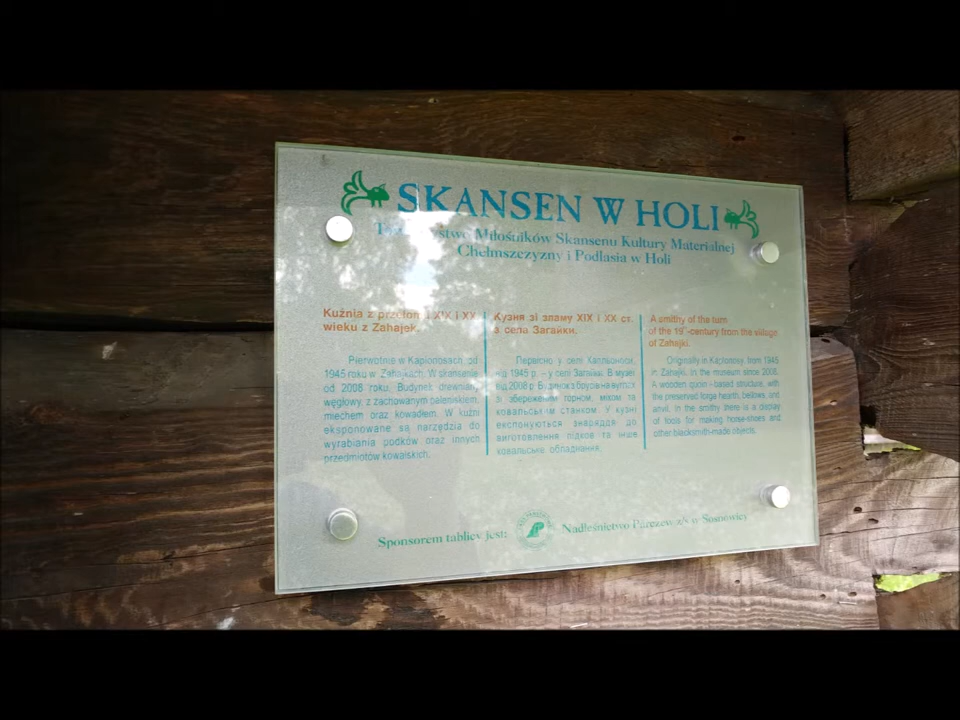 SKANSEN W HOLI
Towarzystwo Miłośników Skansenu Kultury Materialnej
Chełmszczyzny i Podlasia w Holi
Kuźnia z przełomu XIX i XX
wieku z Zahajek.
Pierwotnie w Kaplonosach, od
1945 roku w Zahajkach. W skansenie
od 2008 roku. Budynek drewniany,
węgłowy, z zachowanym paleniskiem,
miechem oraz kowadłem. W kuźni
eksponowane są narzędzia do
wyrabiania podków oraz innych
przedmiotów kowalskich.
Кузня зі зламу XIX і XX ст.
з села Загайки.
Первісно у селі Каплоноси,
від 1945 р. – у селі Загайки. В музеї
від 2008 р. Будинок з
зі збереженим горном, міхом та
ковальським станком. У кузні
експонуються знаряддя до
виготовлення підков та інше
ковальське обладнання.
A smithy of the turn
of the 19th-century from the village
of Zahajki.
Originally in Kaplonosy, from 1945
in Zahajki. In the museum since 2008.
A wooden quoin - based structure, with
the preserved forge hearth, bellows, and
anvil. In the smithy there is a display
of tools for making horse-shoes and
other blacksmith-made objects.
Sponsorem tablicy jest:
Nadleśnictwo Parczew z/s w Sosnowicy